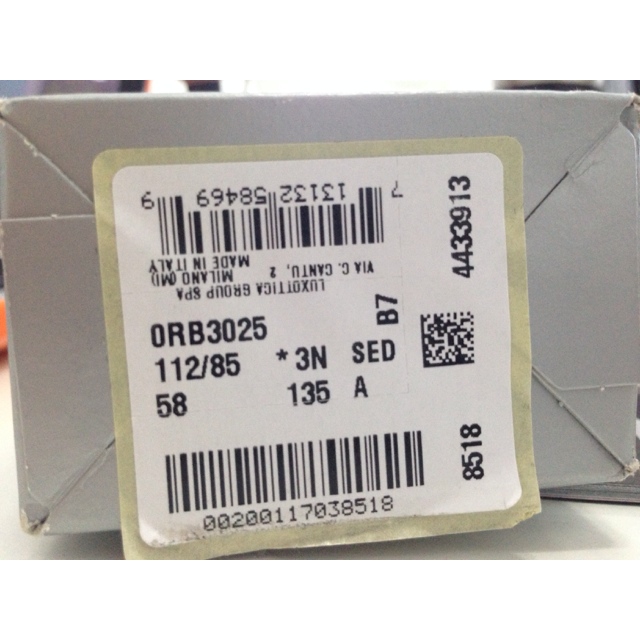 7 13132 58469 9
LUXOTTICA GROUP SPA
VIA C. CANTU, 2 MILANO (MI)
MADE IN ITALY
4433913
B7
0RB3025
112/85 * 3N SED
58 135 A
8518
00200117038518